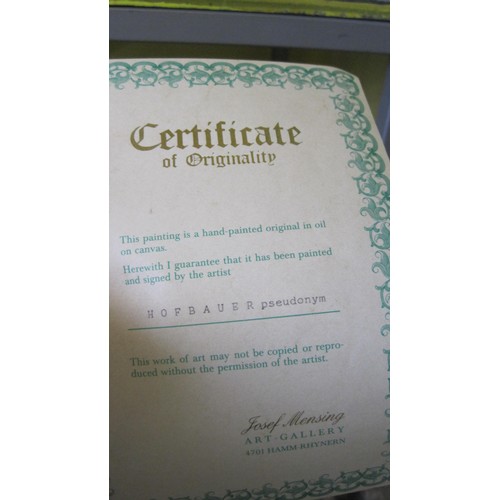 Certificate
of Originality
This painting is a hand-painted original in oil
on canvas.
Herewith I guarantee that it has been painted
and signed by the artist
HOFBAUER pseudonym
This work of art may not be copied or repro-
duced without the permission of the artist.
Josef Mensing
ART-GALLERY
4701 HAMM-RHYNERN